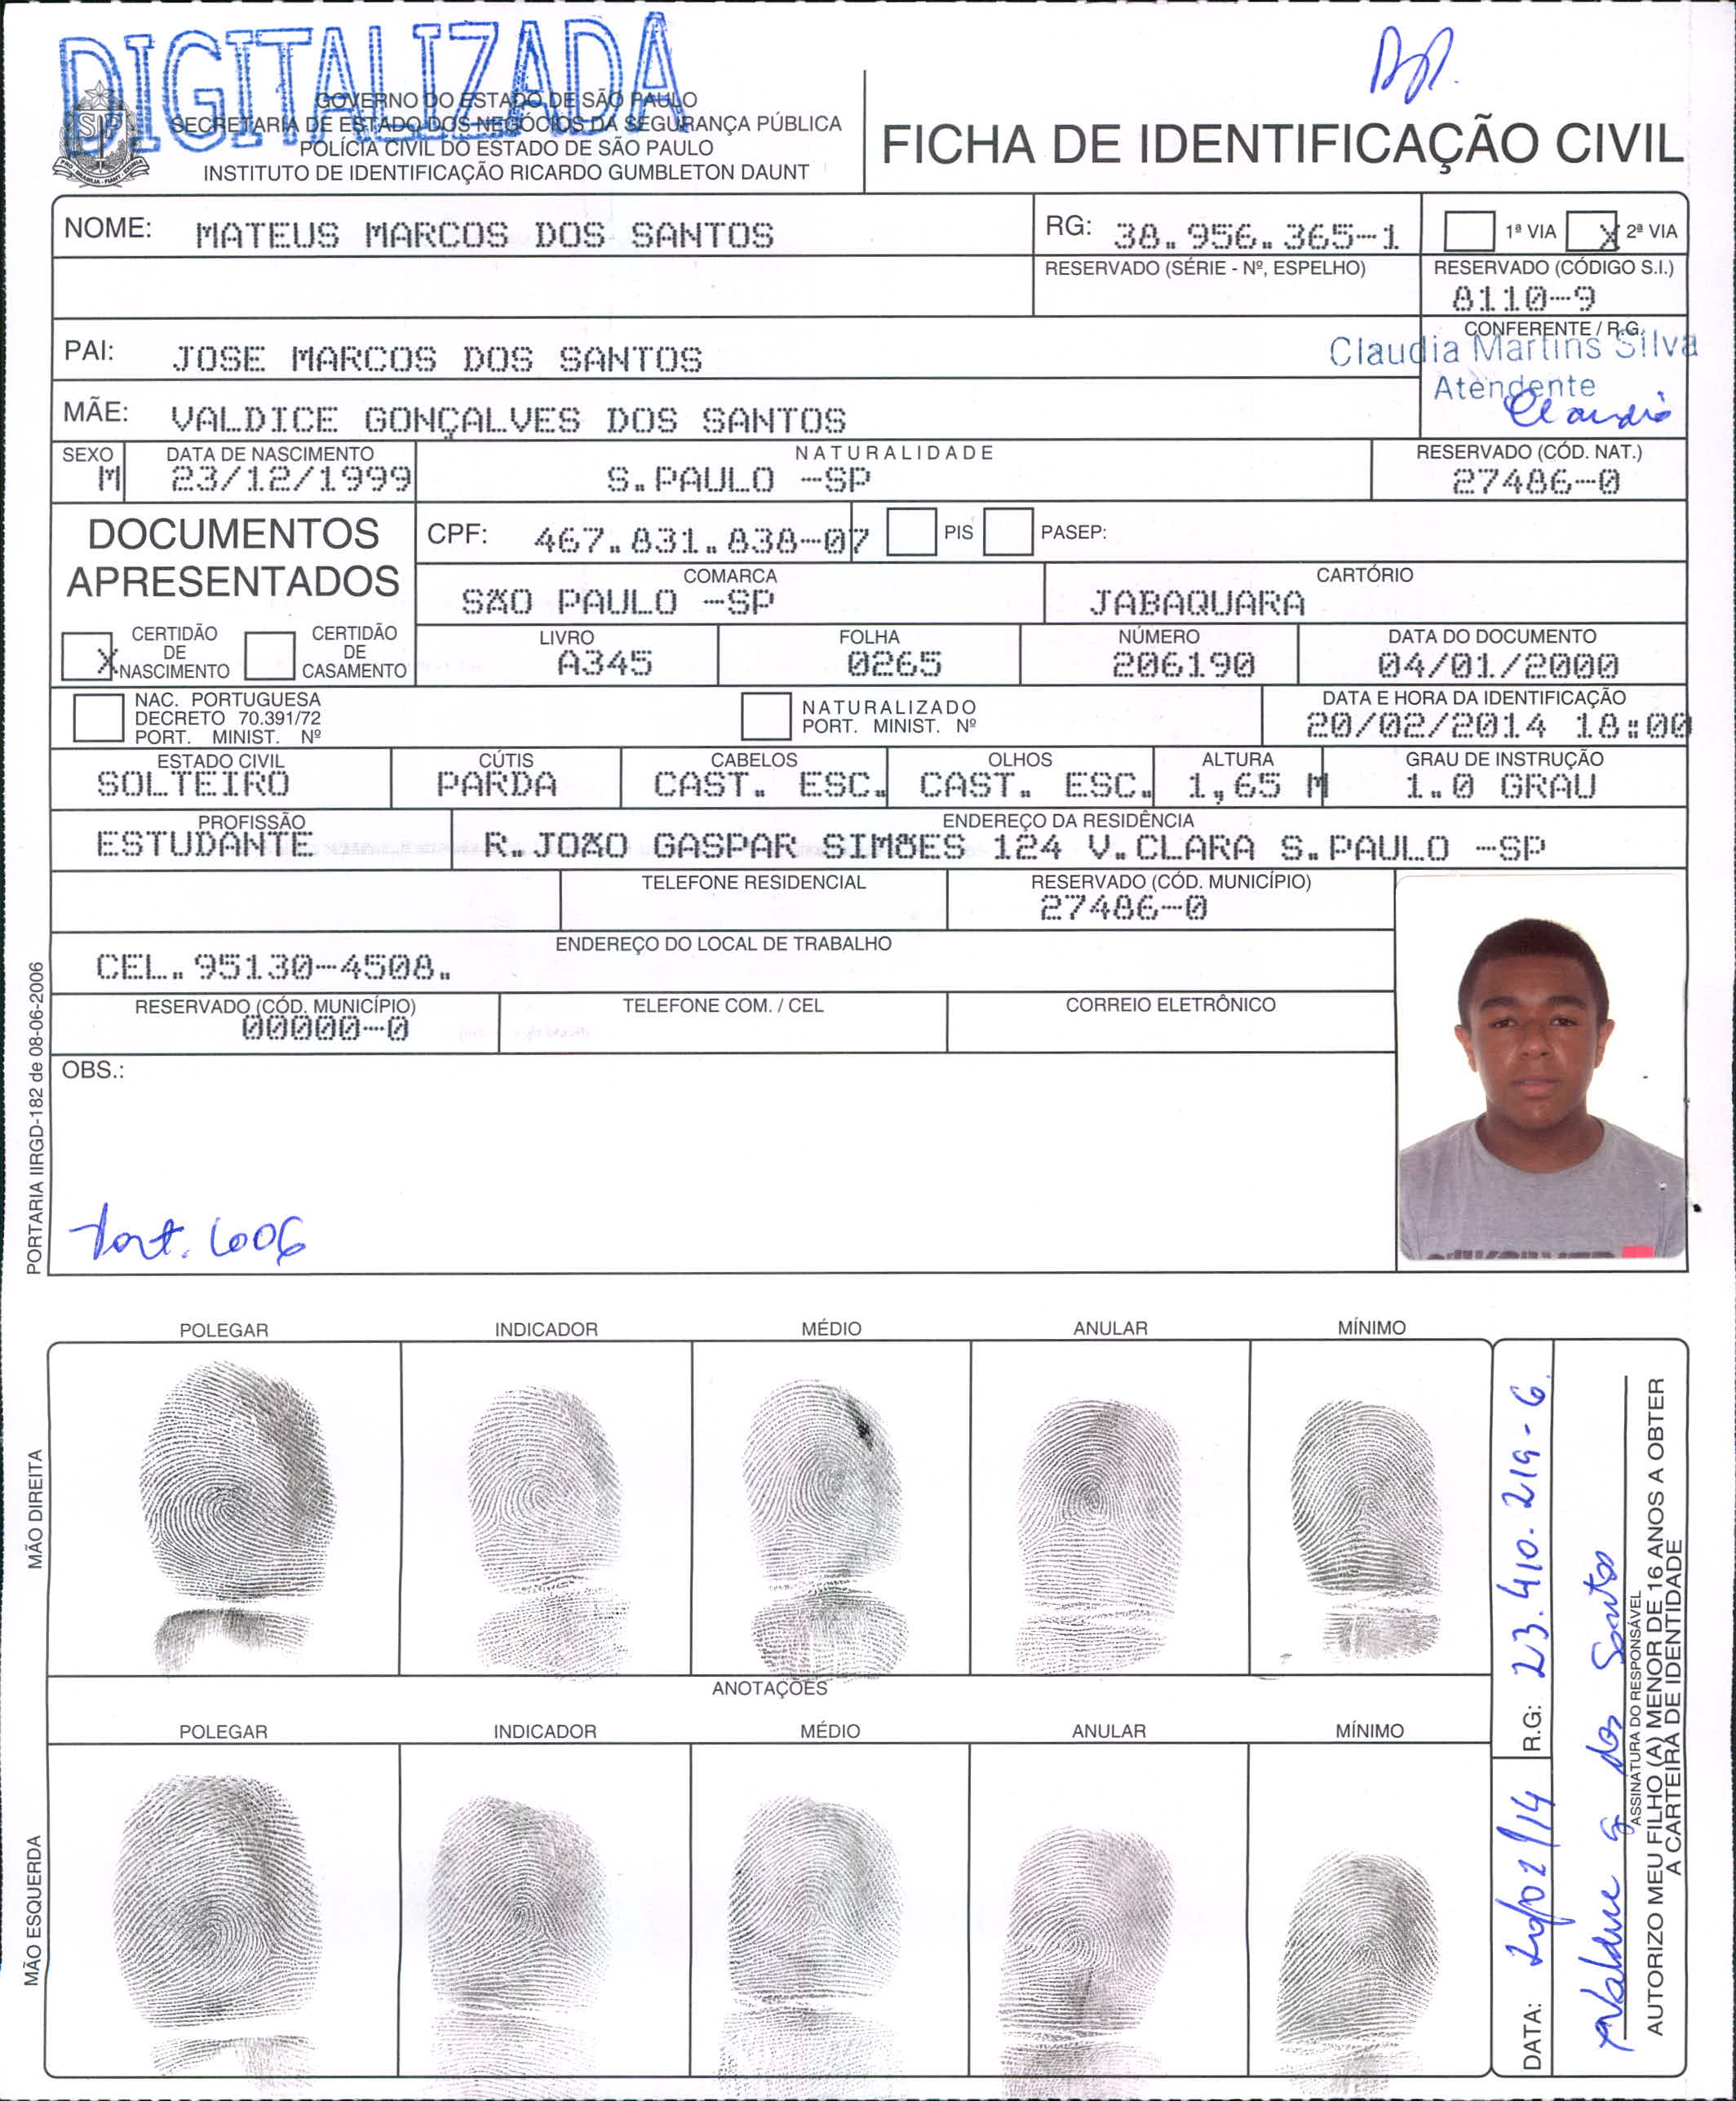 DIGITALIZADA
GOVERNO DO ESTADO DE SÃO PAULO
SECRETARIA DE ESTADO DOS NEGÓCIOS DA SEGURANÇA PÚBLICA
POLÍCIA CIVIL DO ESTADO DE SÃO PAULO
INSTITUTO DE IDENTIFICAÇÃO RICARDO GUMBLETON DAUNT
FICHA DE IDENTIFICAÇÃO CIVIL
NOME: MATEUS MARCOS DOS SANTOS
RG: 38.956.365-1
1ª VIA X 2ª VIA
RESERVADO (SÉRIE - Nº, ESPELHO)
RESERVADO (CÓDIGO S.I.)
8110-9
PAI: JOSE MARCOS DOS SANTOS
CONFERENTE / R.G.
Claudia Martins Silva
Atendente
Claudia
MÃE: VALDICE GONÇALVES DOS SANTOS
SEXO
M
DATA DE NASCIMENTO
23/12/1999
NATURALIDADE
S.PAULO -SP
RESERVADO (CÓD. NAT.)
27486-0
DOCUMENTOS
APRESENTADOS
CPF: 467.831.838-07
PIS
PASEP:
COMARCA
SÃO PAULO -SP
CARTÓRIO
JABAQUARA
X CERTIDÃO
DE
NASCIMENTO
CERTIDÃO
DE
CASAMENTO
LIVRO
A345
FOLHA
0265
NÚMERO
206190
DATA DO DOCUMENTO
04/01/2000
NAC. PORTUGUESA
DECRETO 70.391/72
PORT. MINIST. Nº
NATURALIZADO
PORT. MINIST. Nº
DATA E HORA DA IDENTIFICAÇÃO
20/02/2014 18:00
ESTADO CIVIL
SOLTEIRO
CÚTIS
PARDA
CABELOS
CAST. ESC.
OLHOS
CAST. ESC.
ALTURA
1,65 M
GRAU DE INSTRUÇÃO
1.0 GRAU
PROFISSÃO
ESTUDANTE
ENDEREÇO DA RESIDÊNCIA
R.JOÃO GASPAR SIMÕES 124 V.CLARA S.PAULO -SP
TELEFONE RESIDENCIAL
RESERVADO (CÓD. MUNICÍPIO)
27486-0
ENDEREÇO DO LOCAL DE TRABALHO
CEL.95130-4508.
RESERVADO (CÓD. MUNICÍPIO)
00000-0
TELEFONE COM. / CEL
CORREIO ELETRÔNICO
OBS.:
PORTARIA IIRGD-182 de 08-06-2006
POLEGAR INDICADOR MÉDIO ANULAR MÍNIMO
MÃO DIREITA
ANOTAÇÕES
POLEGAR INDICADOR MÉDIO ANULAR MÍNIMO
MÃO ESQUERDA
DATA: 20/02/14 R.G: 23.410.219-6
Valdice G dos Santos
ASSINATURA DO RESPONSÁVEL
AUTORIZO MEU FILHO (A) MENOR DE 16 ANOS A OBTER
A CARTEIRA DE IDENTIDADE